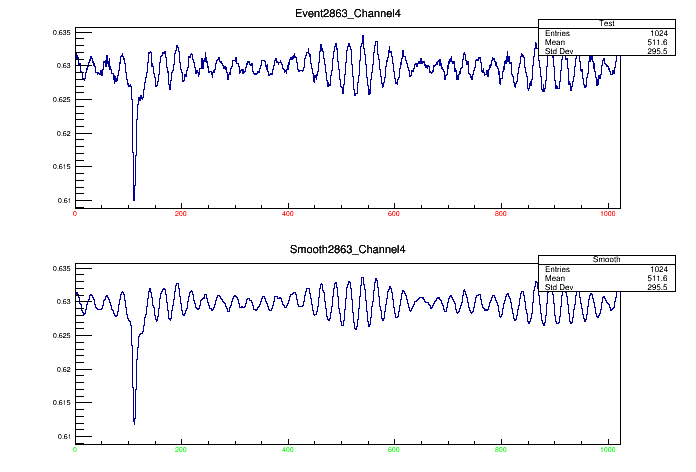 Event2863_Channel4
Test
Entries 1024
Mean 511.6
Std Dev 295.5
0.635
0.63
0.625
0.62
0.615
0.61
0 200 400 600 800 1000
Smooth2863_Channel4
Smooth
Entries 1024
Mean 511.6
Std Dev 295.5
0.635
0.63
0.625
0.62
0.615
0.61
0 200 400 600 800 1000